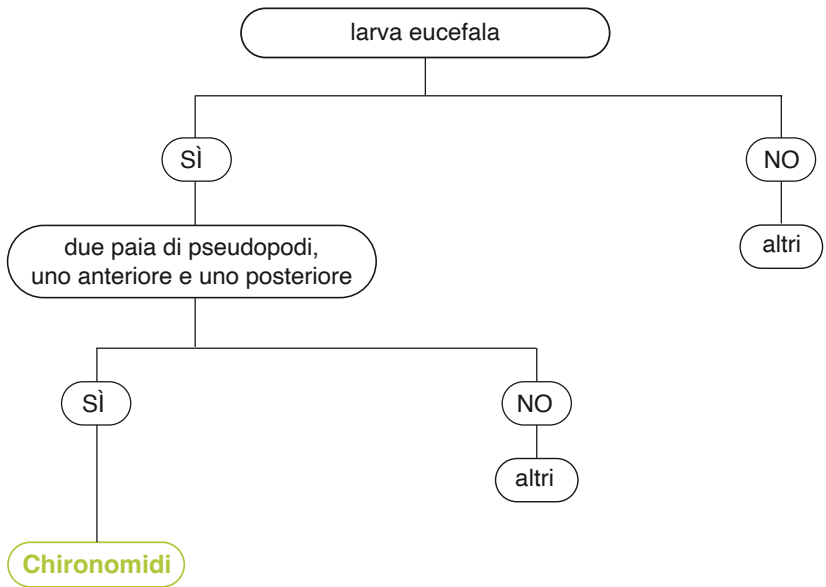 larva eucefala
SÌ
NO
due paia di pseudopodi,
uno anteriore e uno posteriore
altri
SÌ
NO
altri
Chironomidi